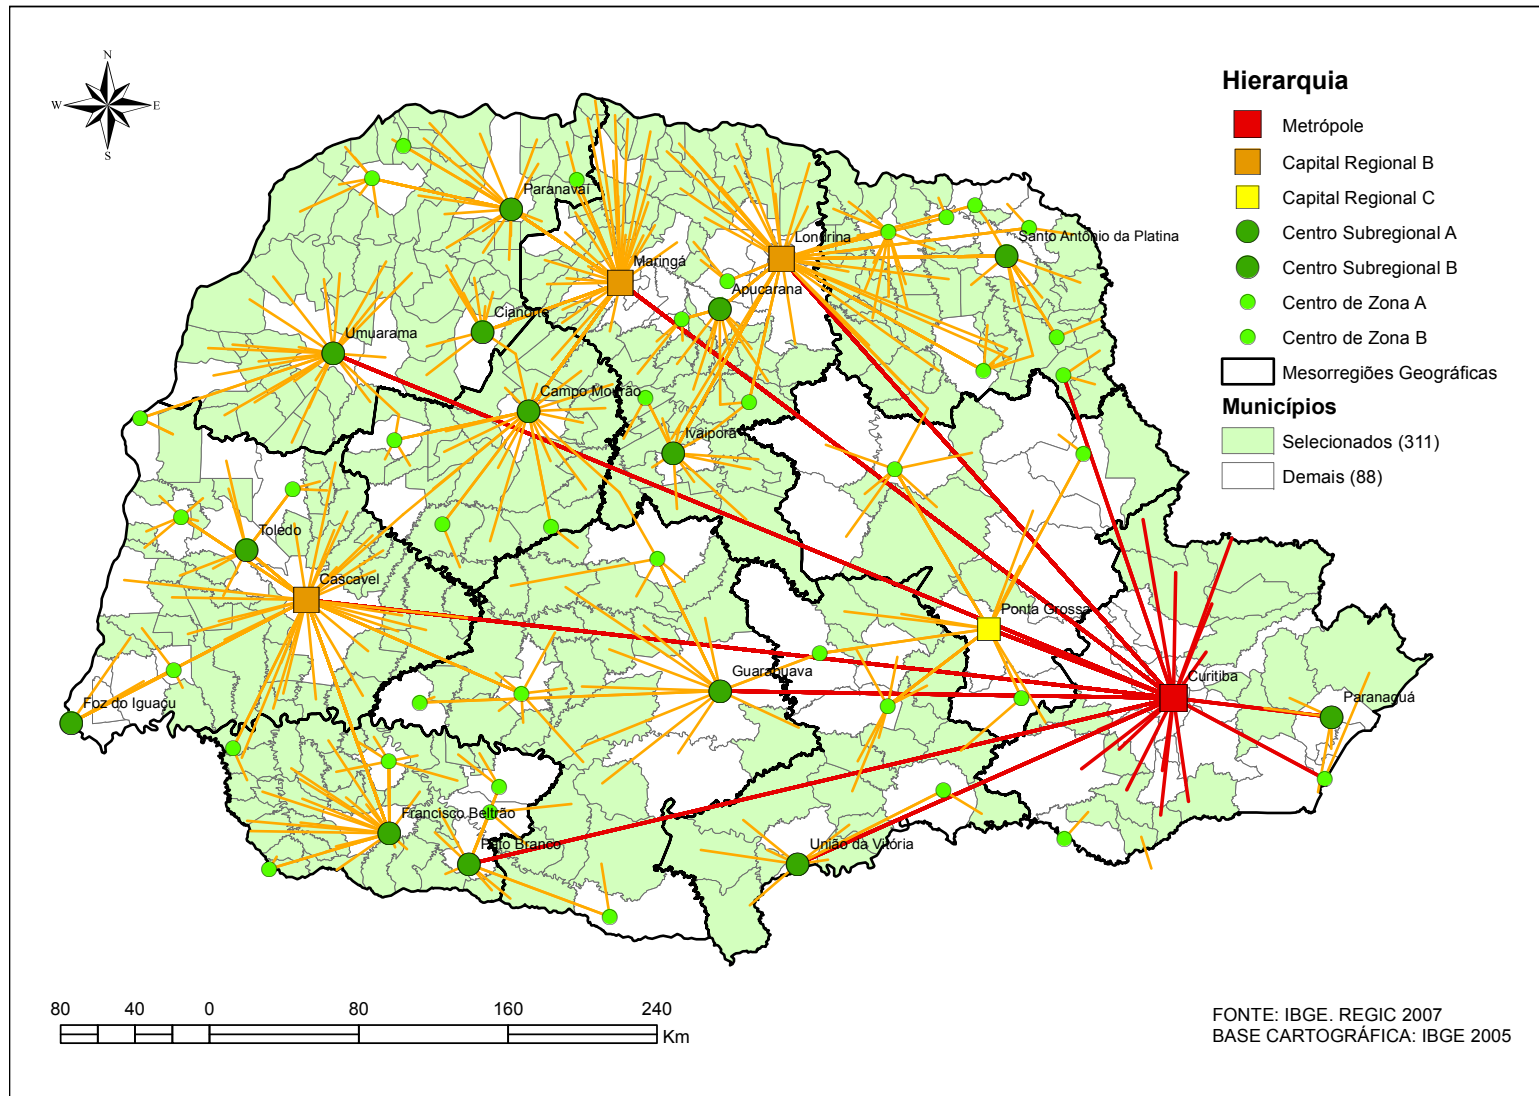 N
W
E
S
Hierarquia
Metrópole
Capital Regional B
Capital Regional C
Centro Subregional A
Centro Subregional B
Centro de Zona A
Centro de Zona B
Mesorregiões Geográficas
Municípios
Selecionados (311)
Demais (88)
Paranavaí
Londrina
Santo Antônio da Platina
Maringá
Apucarana
Cianorte
Umuarama
Campo Mourão
Ivaiporã
Toledo
Cascavel
Ponta Grossa
Guarapuava
Curitiba
Paranaguá
Foz do Iguaçu
Francisco Beltrão
Pato Branco
União da Vitória
80 40 0 80 160 240
Km
FONTE: IBGE. REGIC 2007
BASE CARTOGRÁFICA: IBGE 2005